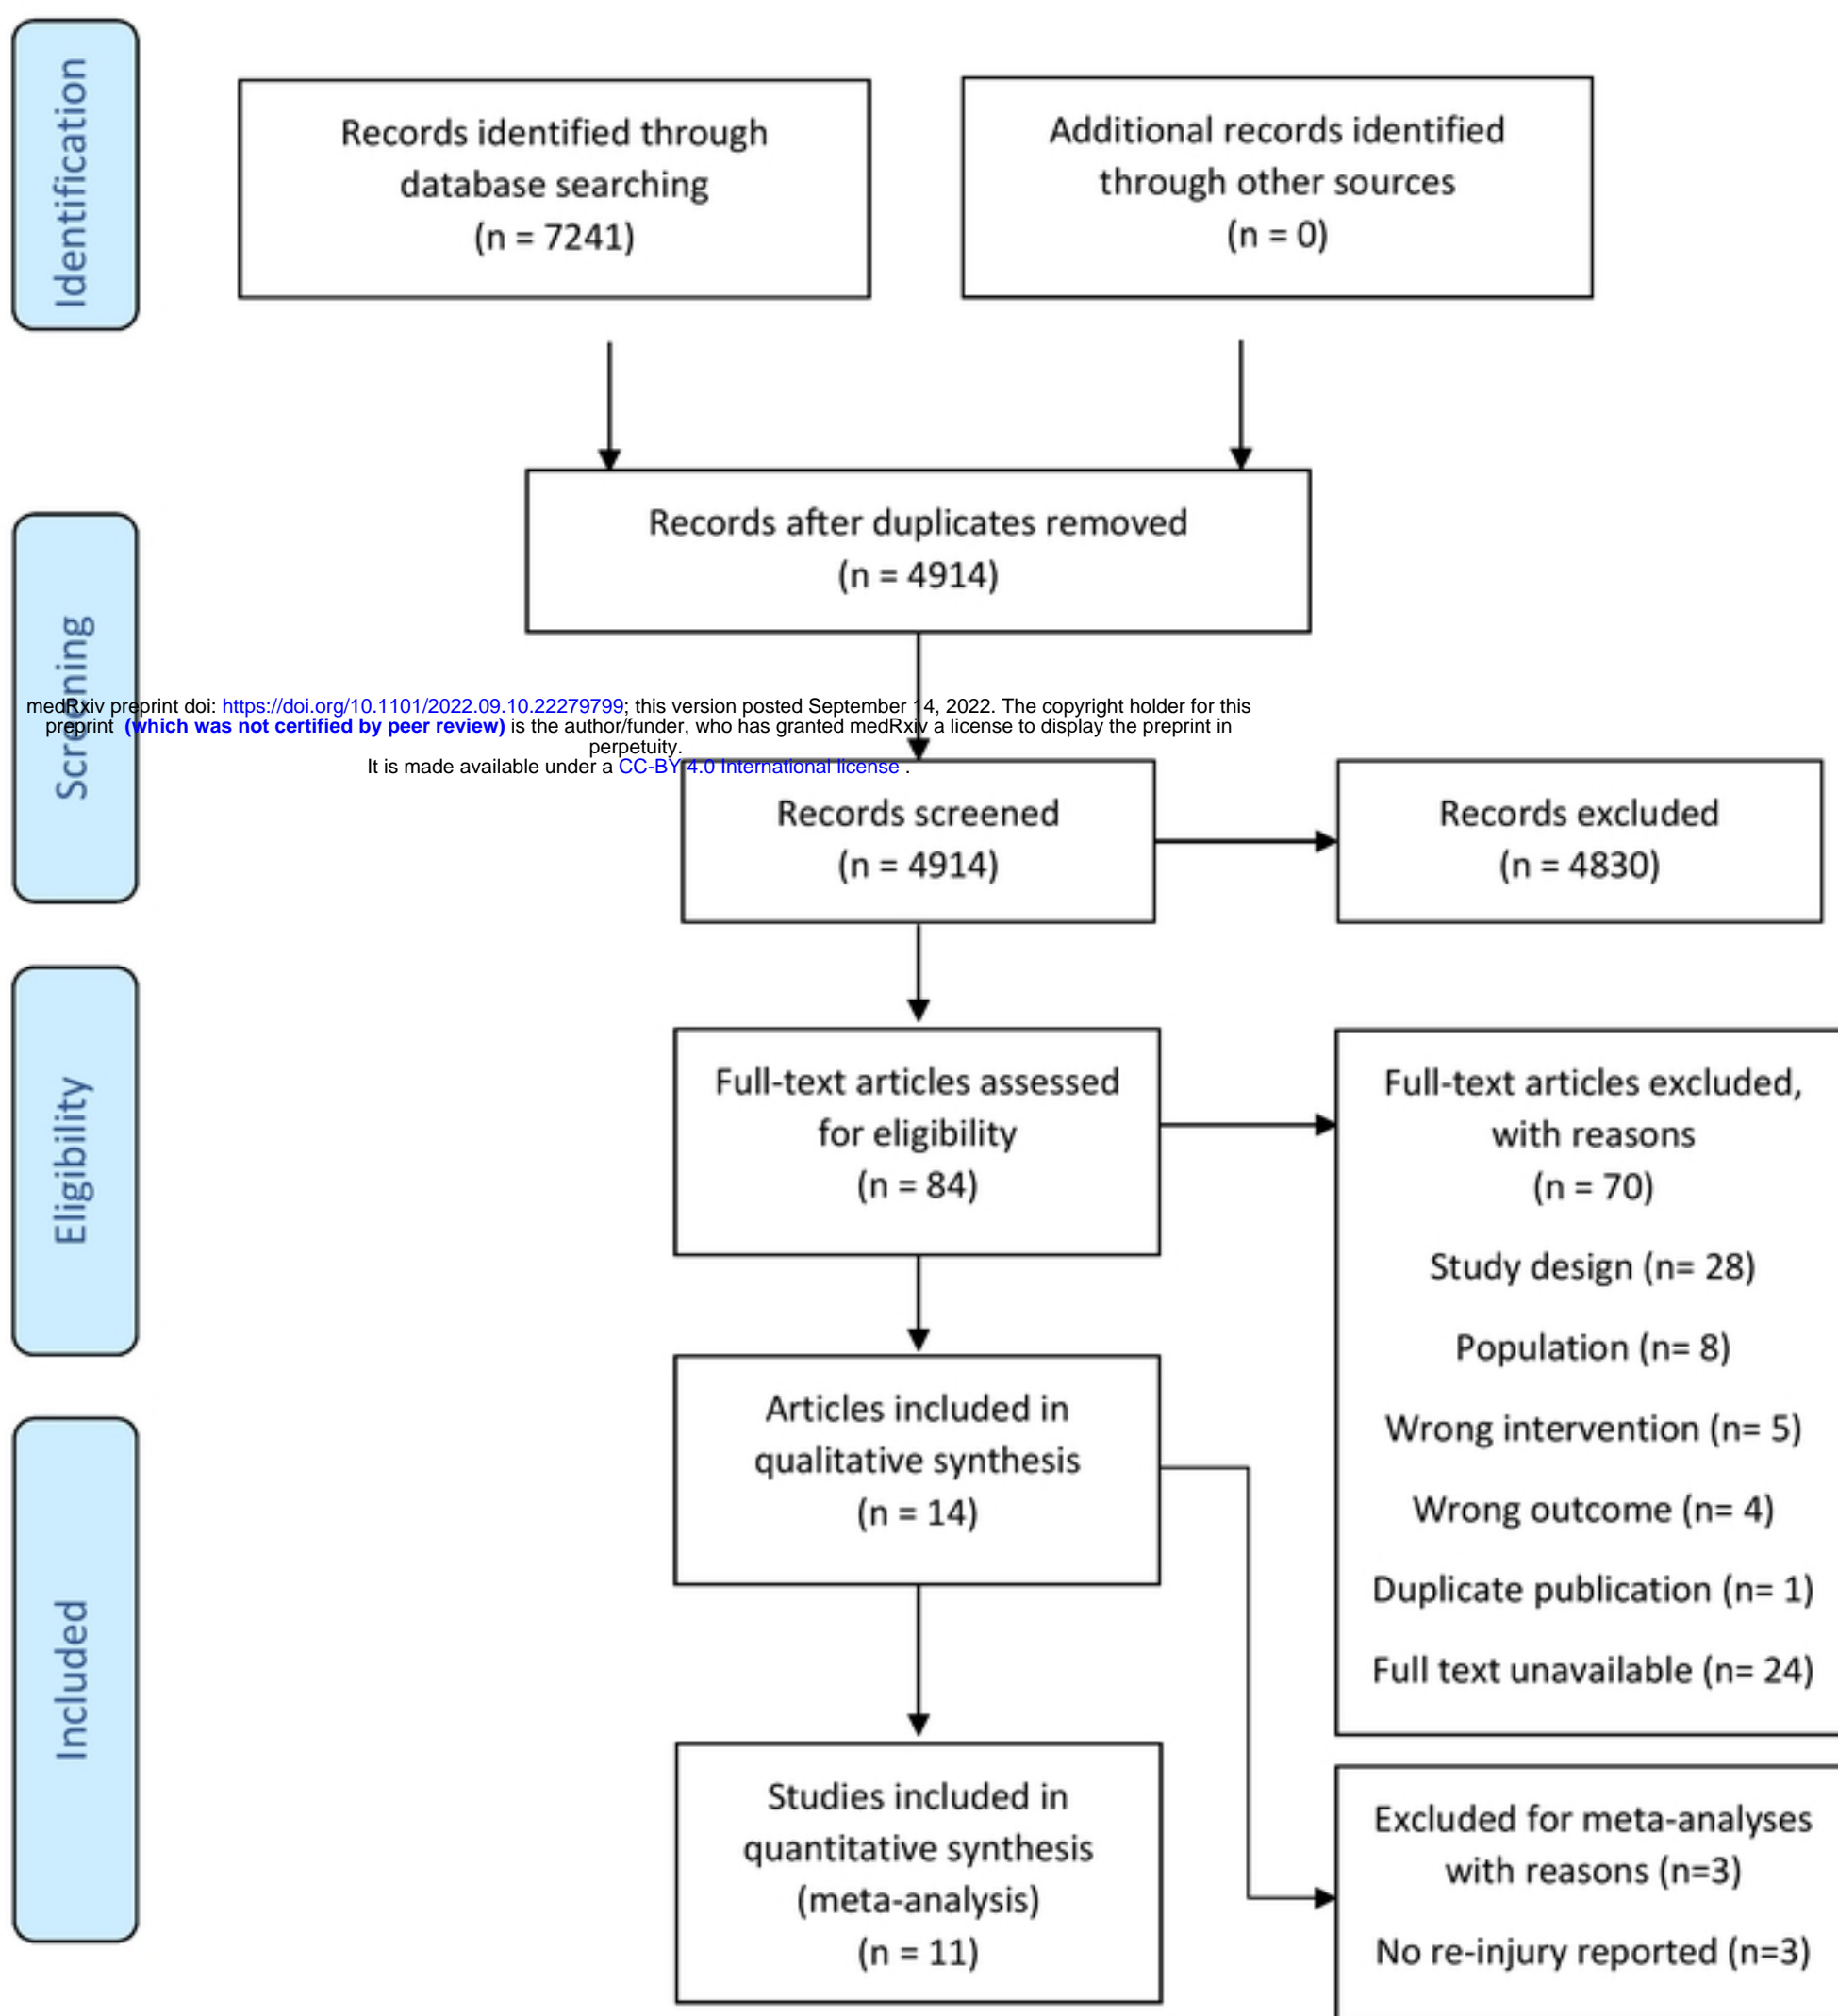 Identification
Records identified through
database searching
(n = 7241)
Additional records identified
through other sources
(n = 0)
Records after duplicates removed
(n = 4914)
Screening
medRxiv preprint doi: https://doi.org/10.1101/2022.09.10.22279799; this version posted September 14, 2022. The copyright holder for this
preprint (which was not certified by peer review) is the author/funder, who has granted medRxiv a license to display the preprint in
perpetuity.
It is made available under a CC-BY 4.0 International license .
Records screened
(n = 4914)
Records excluded
(n = 4830)
Eligibility
Full-text articles assessed
for eligibility
(n = 84)
Full-text articles excluded,
with reasons
(n = 70)
Study design (n= 28)
Population (n= 8)
Wrong intervention (n= 5)
Wrong outcome (n= 4)
Duplicate publication (n= 1)
Full text unavailable (n= 24)
Included
Articles included in
qualitative synthesis
(n = 14)
Studies included in
quantitative synthesis
(meta-analysis)
(n = 11)
Excluded for meta-analyses
with reasons (n=3)
No re-injury reported (n=3)